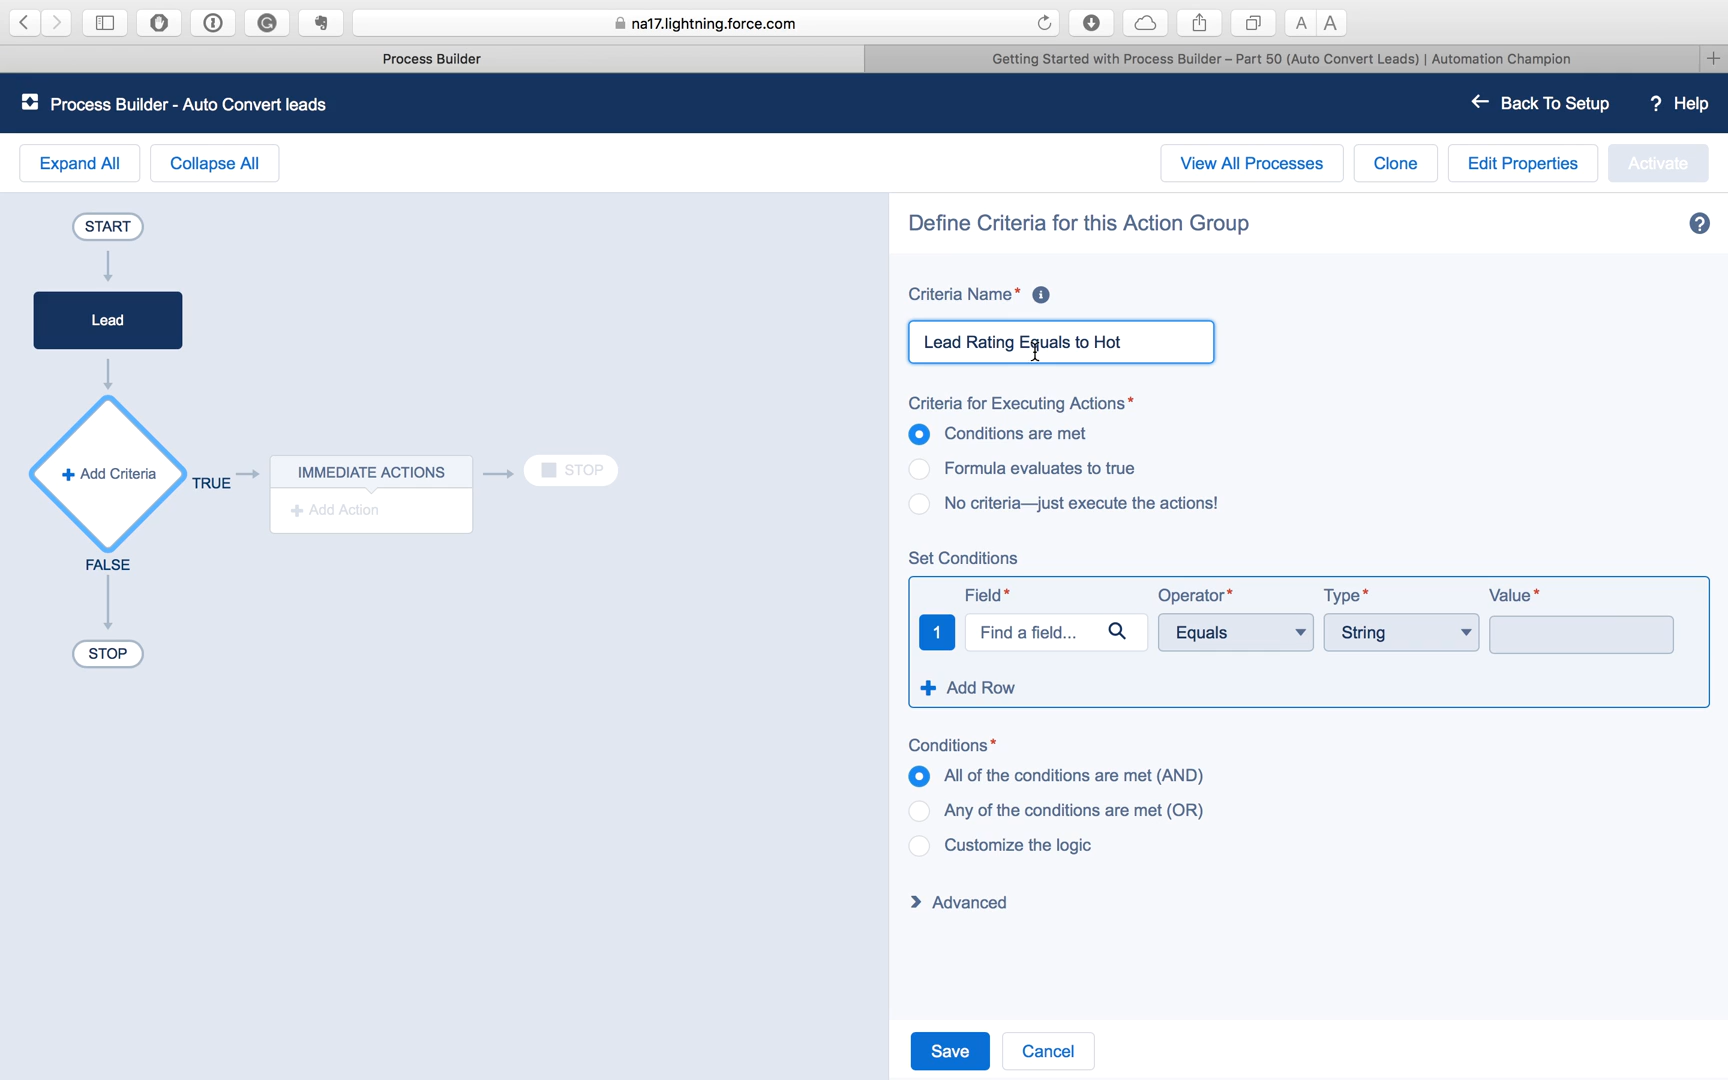 na17.lightning.force.com
A A
Process Builder
Getting Started with Process Builder – Part 50 (Auto Convert Leads) | Automation Champion
Process Builder - Auto Convert leads
Back To Setup
? Help
Expand All
Collapse All
View All Processes
Clone
Edit Properties
Activate
START
Lead
+ Add Criteria
TRUE
IMMEDIATE ACTIONS
+ Add Action
STOP
FALSE
STOP
Define Criteria for this Action Group
?
Criteria Name*
i
Lead Rating Equals to Hot
Criteria for Executing Actions*
Conditions are met
Formula evaluates to true
No criteria—just execute the actions!
Set Conditions
Field* Operator* Type* Value*
1 Find a field... Equals String
+ Add Row
Conditions*
All of the conditions are met (AND)
Any of the conditions are met (OR)
Customize the logic
Advanced
Save
Cancel